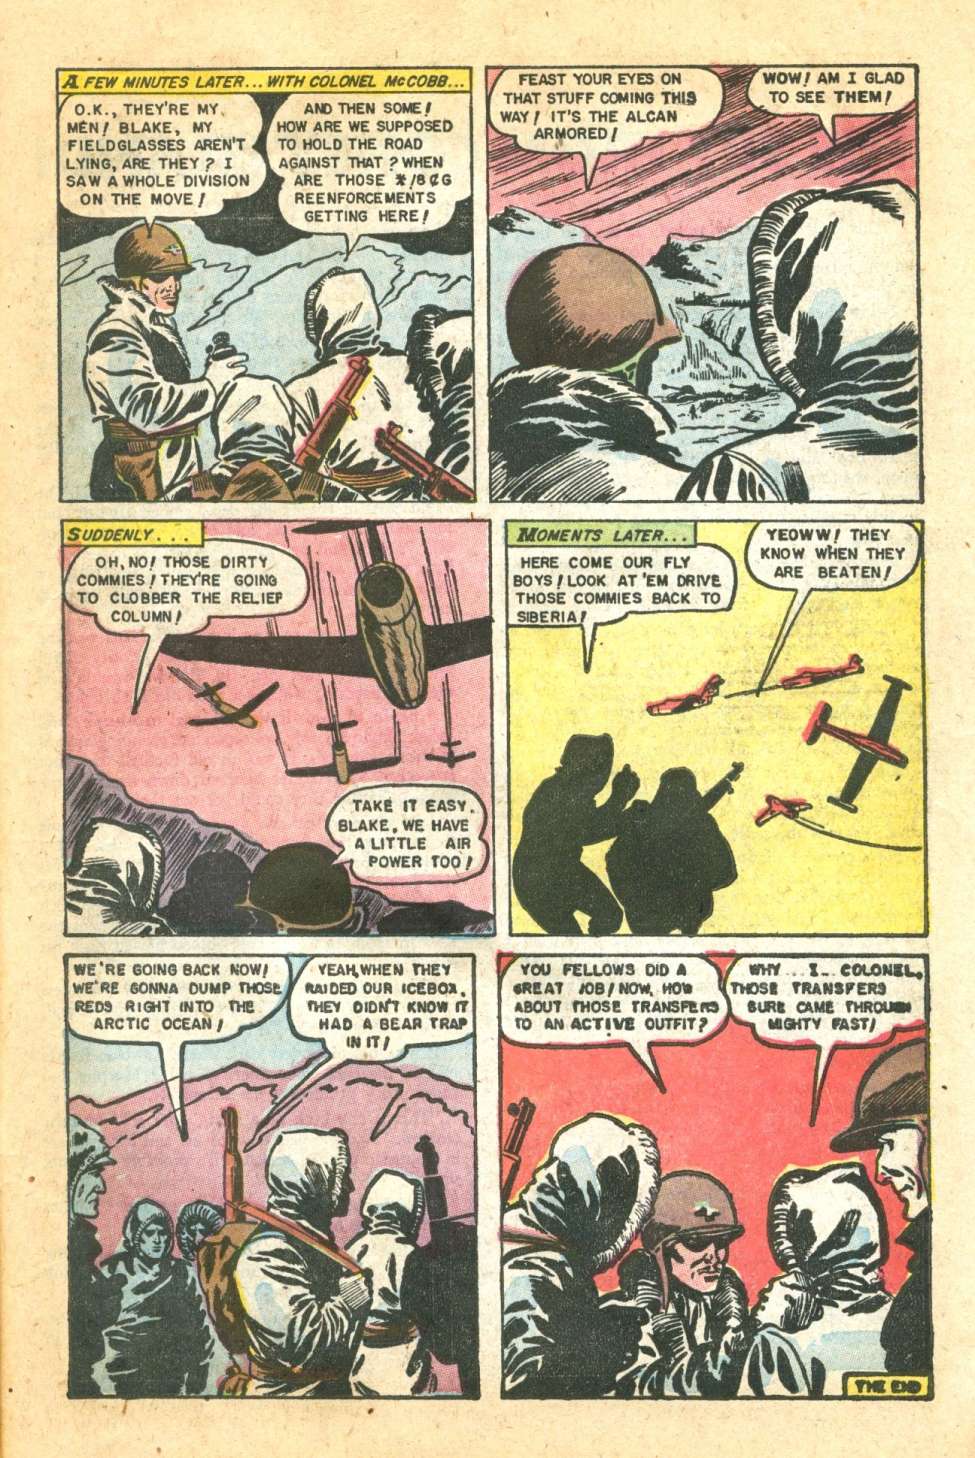 A FEW MINUTES LATER... WITH COLONEL McCOBB...
O.K., THEY'RE MY
MEN! BLAKE, MY
FIELDGLASSES AREN'T
LYING, ARE THEY? I
SAW A WHOLE DIVISION
ON THE MOVE!
AND THEN SOME!
HOW ARE WE SUPPOSED
TO HOLD THE ROAD
AGAINST THAT? WHEN
ARE THOSE *!8¢G
REENFORCEMENTS
GETTING HERE!
FEAST YOUR EYES ON
THAT STUFF COMING THIS
WAY! IT'S THE ALCAN
ARMORED!
WOW! AM I GLAD
TO SEE THEM!
SUDDENLY...
OH, NO! THOSE DIRTY
COMMIES! THEY'RE GOING
TO CLOBBER THE RELIEF
COLUMN!
TAKE IT EASY,
BLAKE, WE HAVE
A LITTLE AIR
POWER TOO!
MOMENTS LATER...
HERE COME OUR FLY
BOYS! LOOK AT 'EM DRIVE
THOSE COMMIES BACK TO
SIBERIA!
YEOWW! THEY
KNOW WHEN THEY
ARE BEATEN!
WE'RE GOING BACK NOW!
WE'RE GONNA DUMP THOSE
REDS RIGHT INTO THE
ARCTIC OCEAN!
YEAH, WHEN THEY
RAIDED OUR ICEBOX,
THEY DIDN'T KNOW IT
HAD A BEAR TRAP
IN IT!
YOU FELLOWS DID A
GREAT JOB! NOW, HOW
ABOUT THOSE TRANSFERS
TO AN ACTIVE OUTFIT?
WHY...I...COLONEL,
THOSE TRANSFERS
SURE CAME THROUGH
MIGHTY FAST!
THE END